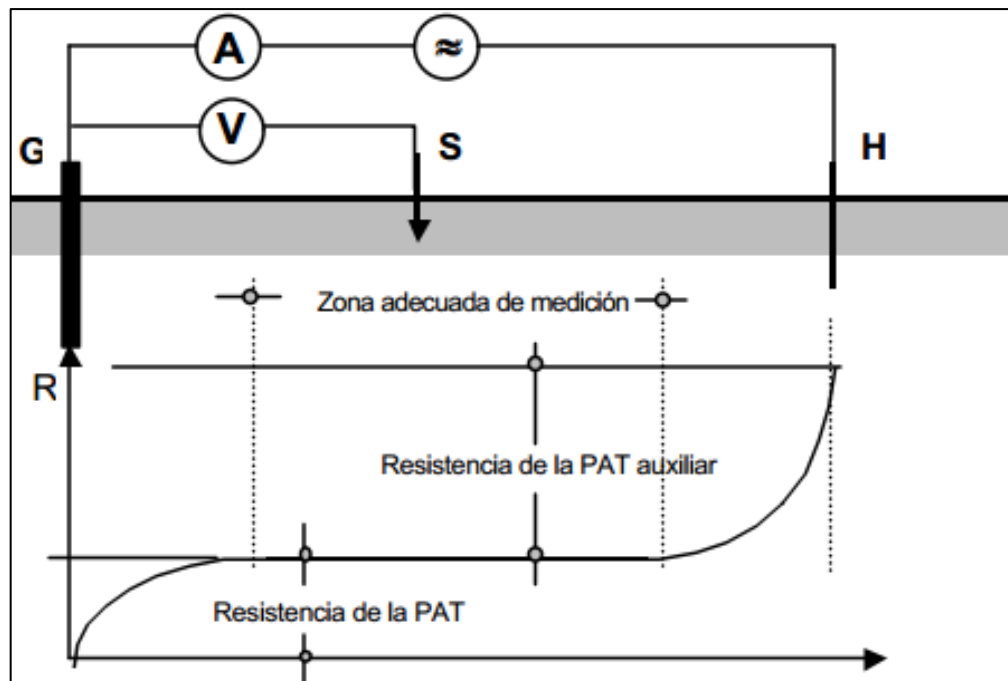 A
≈
V
G
S
H
Zona adecuada de medición
R
Resistencia de la PAT auxiliar
Resistencia de la PAT